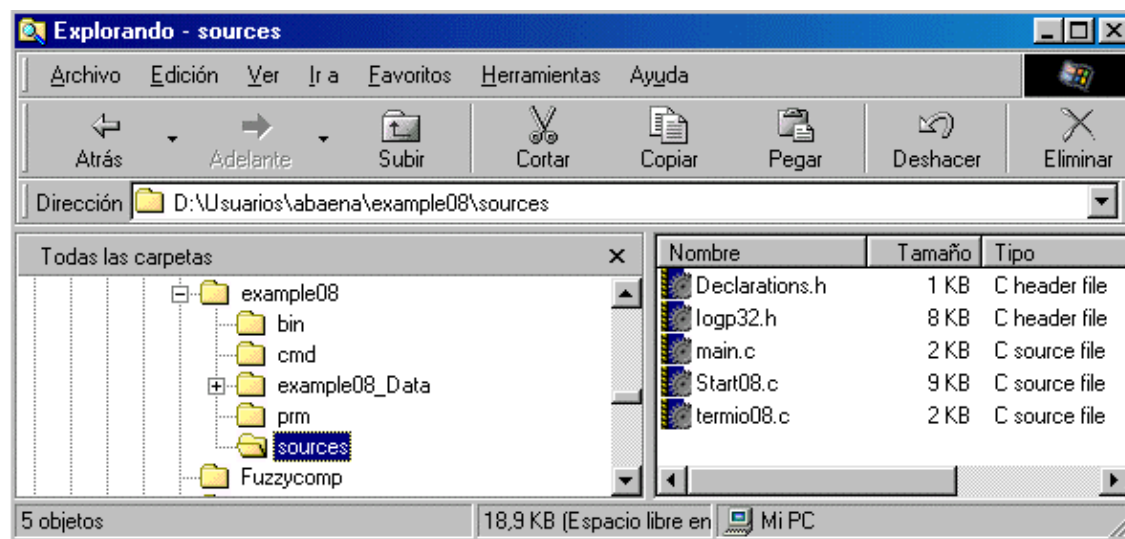 Explorando - sources
Archivo Edición Ver Ir a Favoritos Herramientas Ayuda
Atrás Adelante Subir Cortar Copiar Pegar Deshacer Eliminar
Dirección D:\Usuarios\abaena\example08\sources
Todas las carpetas
example08
bin
cmd
example08_Data
prm
sources
Fuzzycomp
Nombre Tamaño Tipo
Declarations.h 1 KB C header file
logp32.h 8 KB C header file
main.c 2 KB C source file
Start08.c 9 KB C source file
termio08.c 2 KB C source file
5 objetos 18,9 KB (Espacio libre en Mi PC